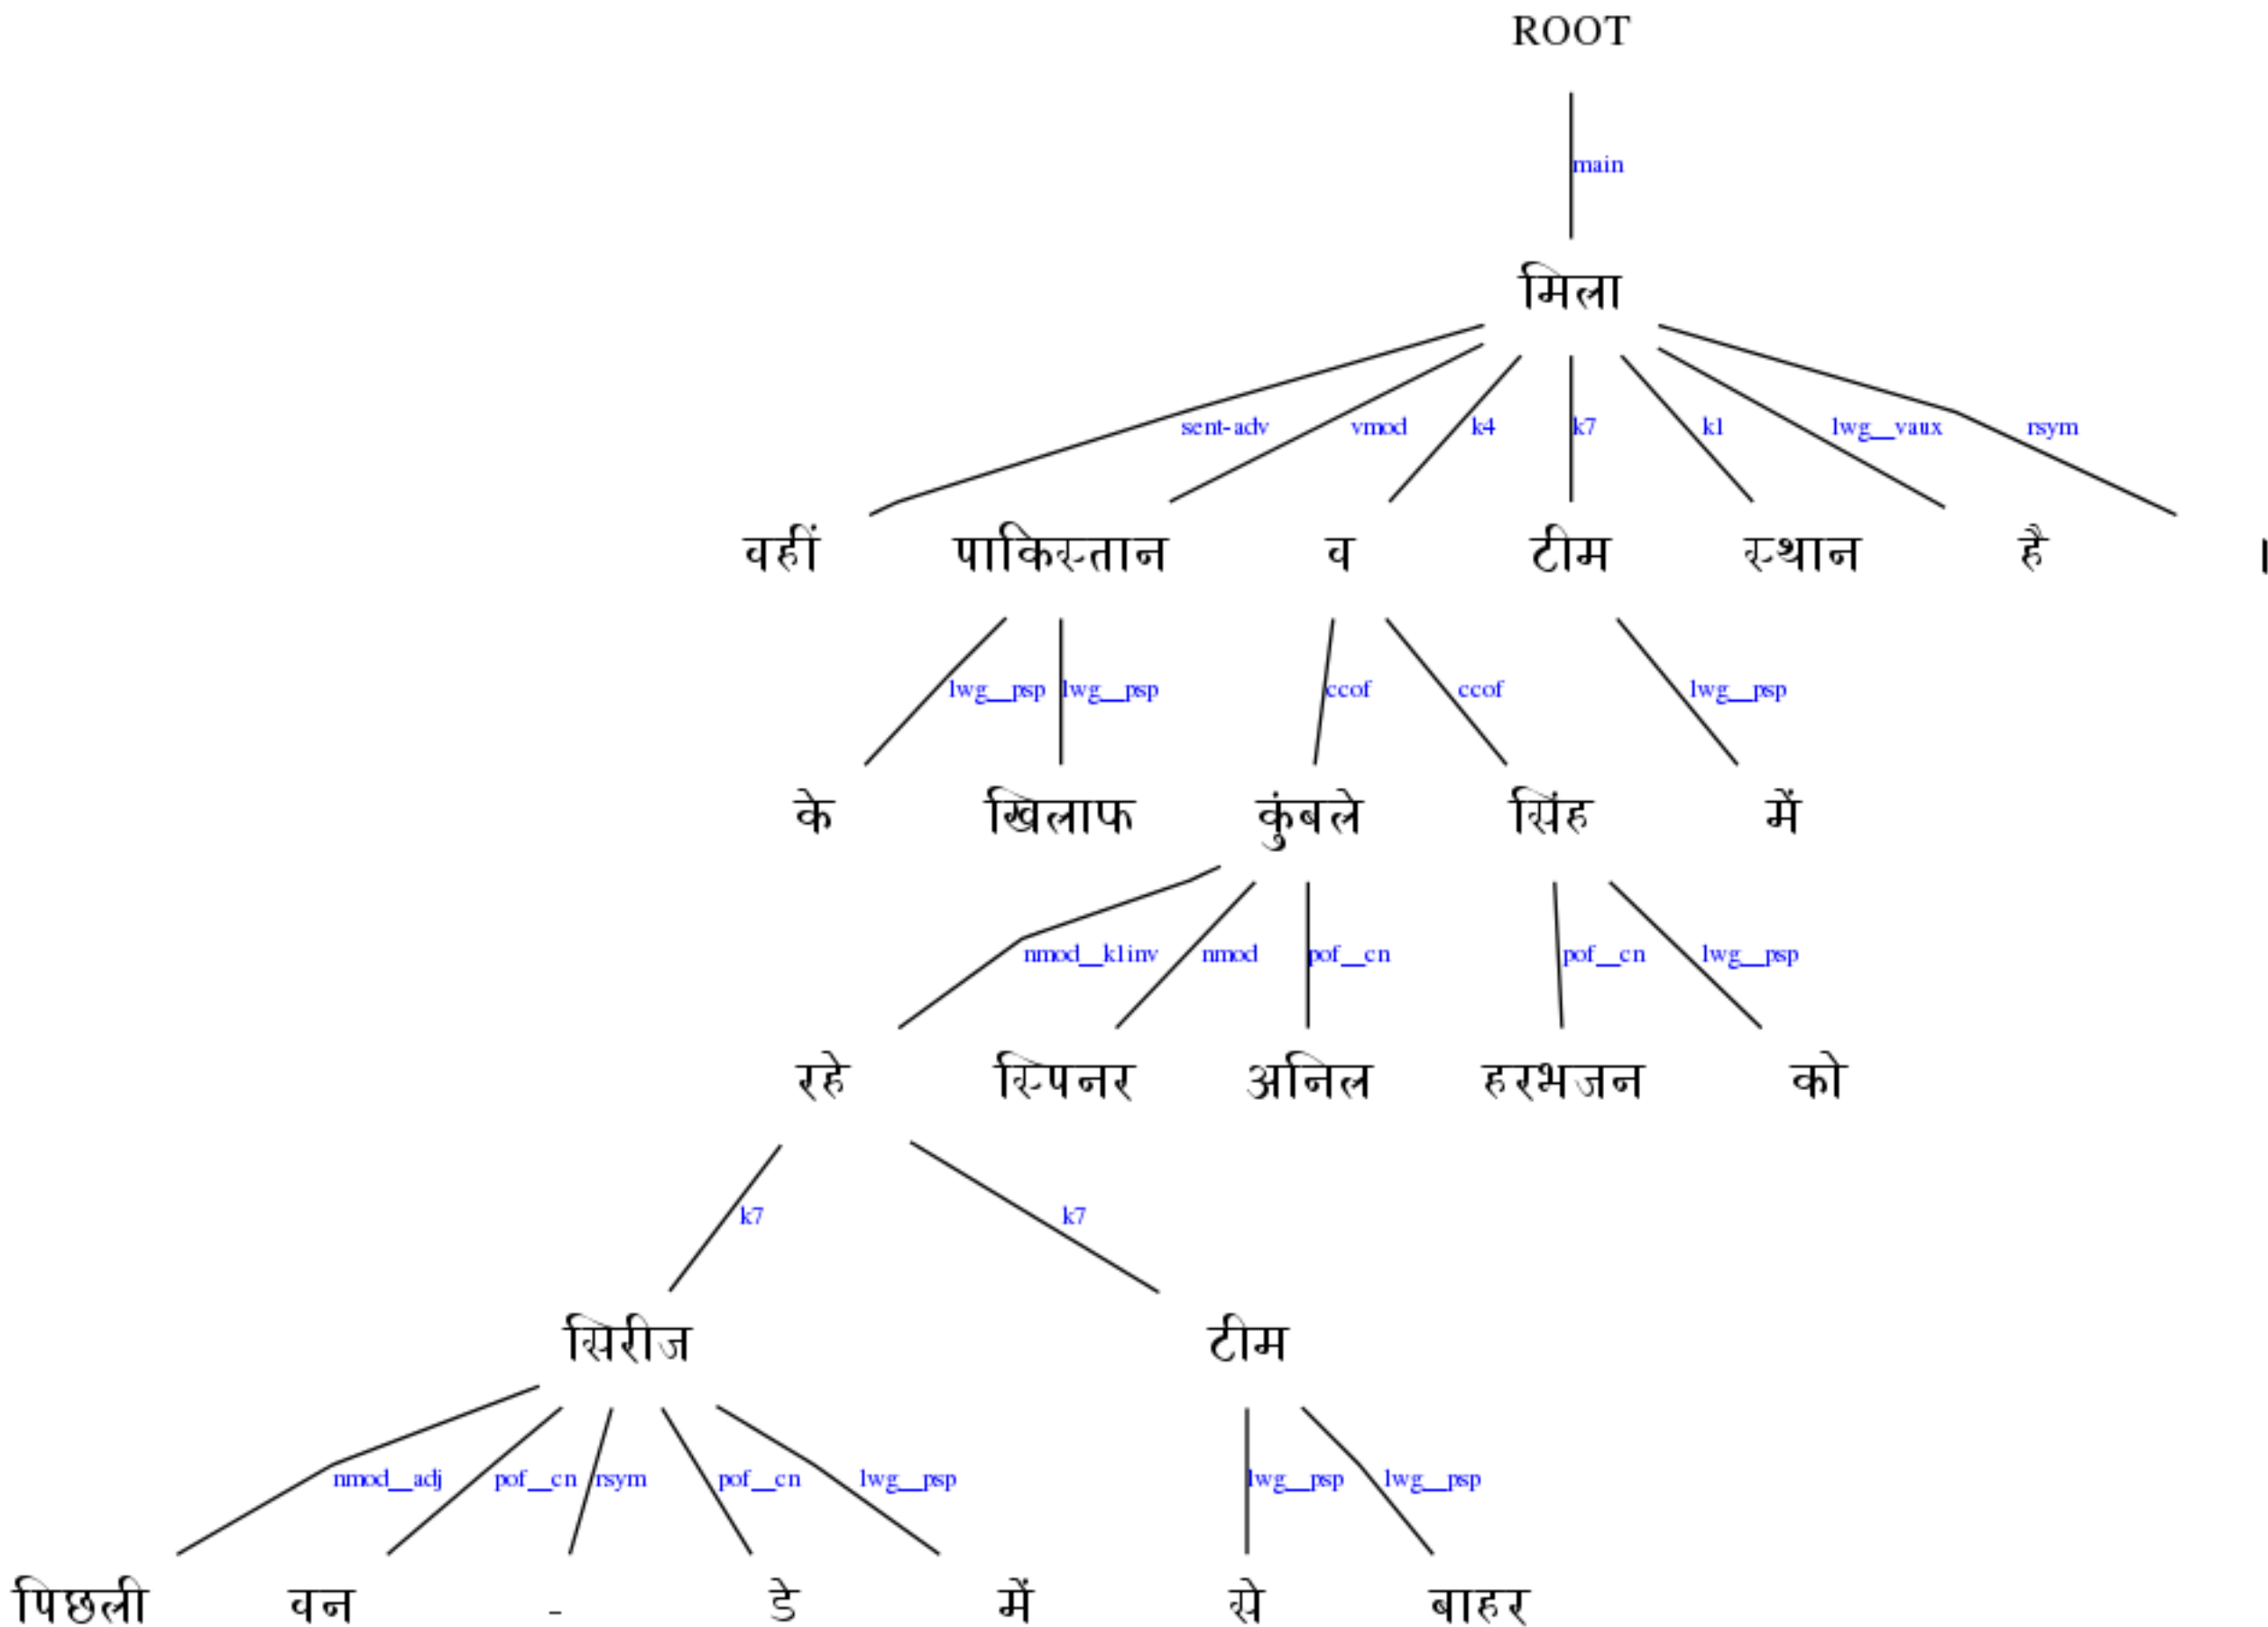 ROOT
main
मिला
sent-adv vmod k4 k7 k1 lwg__vaux rsym
वहीं पाकिस्तान व टीम स्थान है ।
lwg__psp lwg__psp ccof ccof lwg__psp
के खिलाफ कुंबले सिंह में
nmod__k1inv nmod pof__cn pof__cn lwg__psp
रहे स्पिनर अनिल हरभजन को
k7 k7
सिरीज टीम
nmod__adj pof__cn rsym pof__cn lwg__psp lwg__psp lwg__psp
पिछली वन - डे में से बाहर